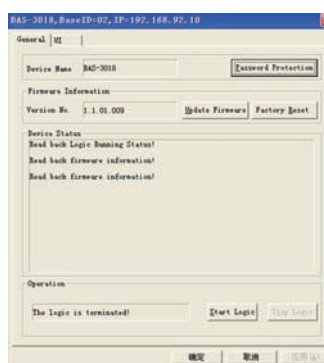 BAS-3018,BaseID=02,IP=192.168.92.10
General
Device Name BAS-3018 Password Protection
Firmware Information
Version No. 1.1.01.009 Update Firmware Factory Reset
Device Status
Read back Logic Running Status!
Read back firmware information!
Read back firmware information!
Operation
The logic is terminated! Start Logic Stop Logic
确定 取消